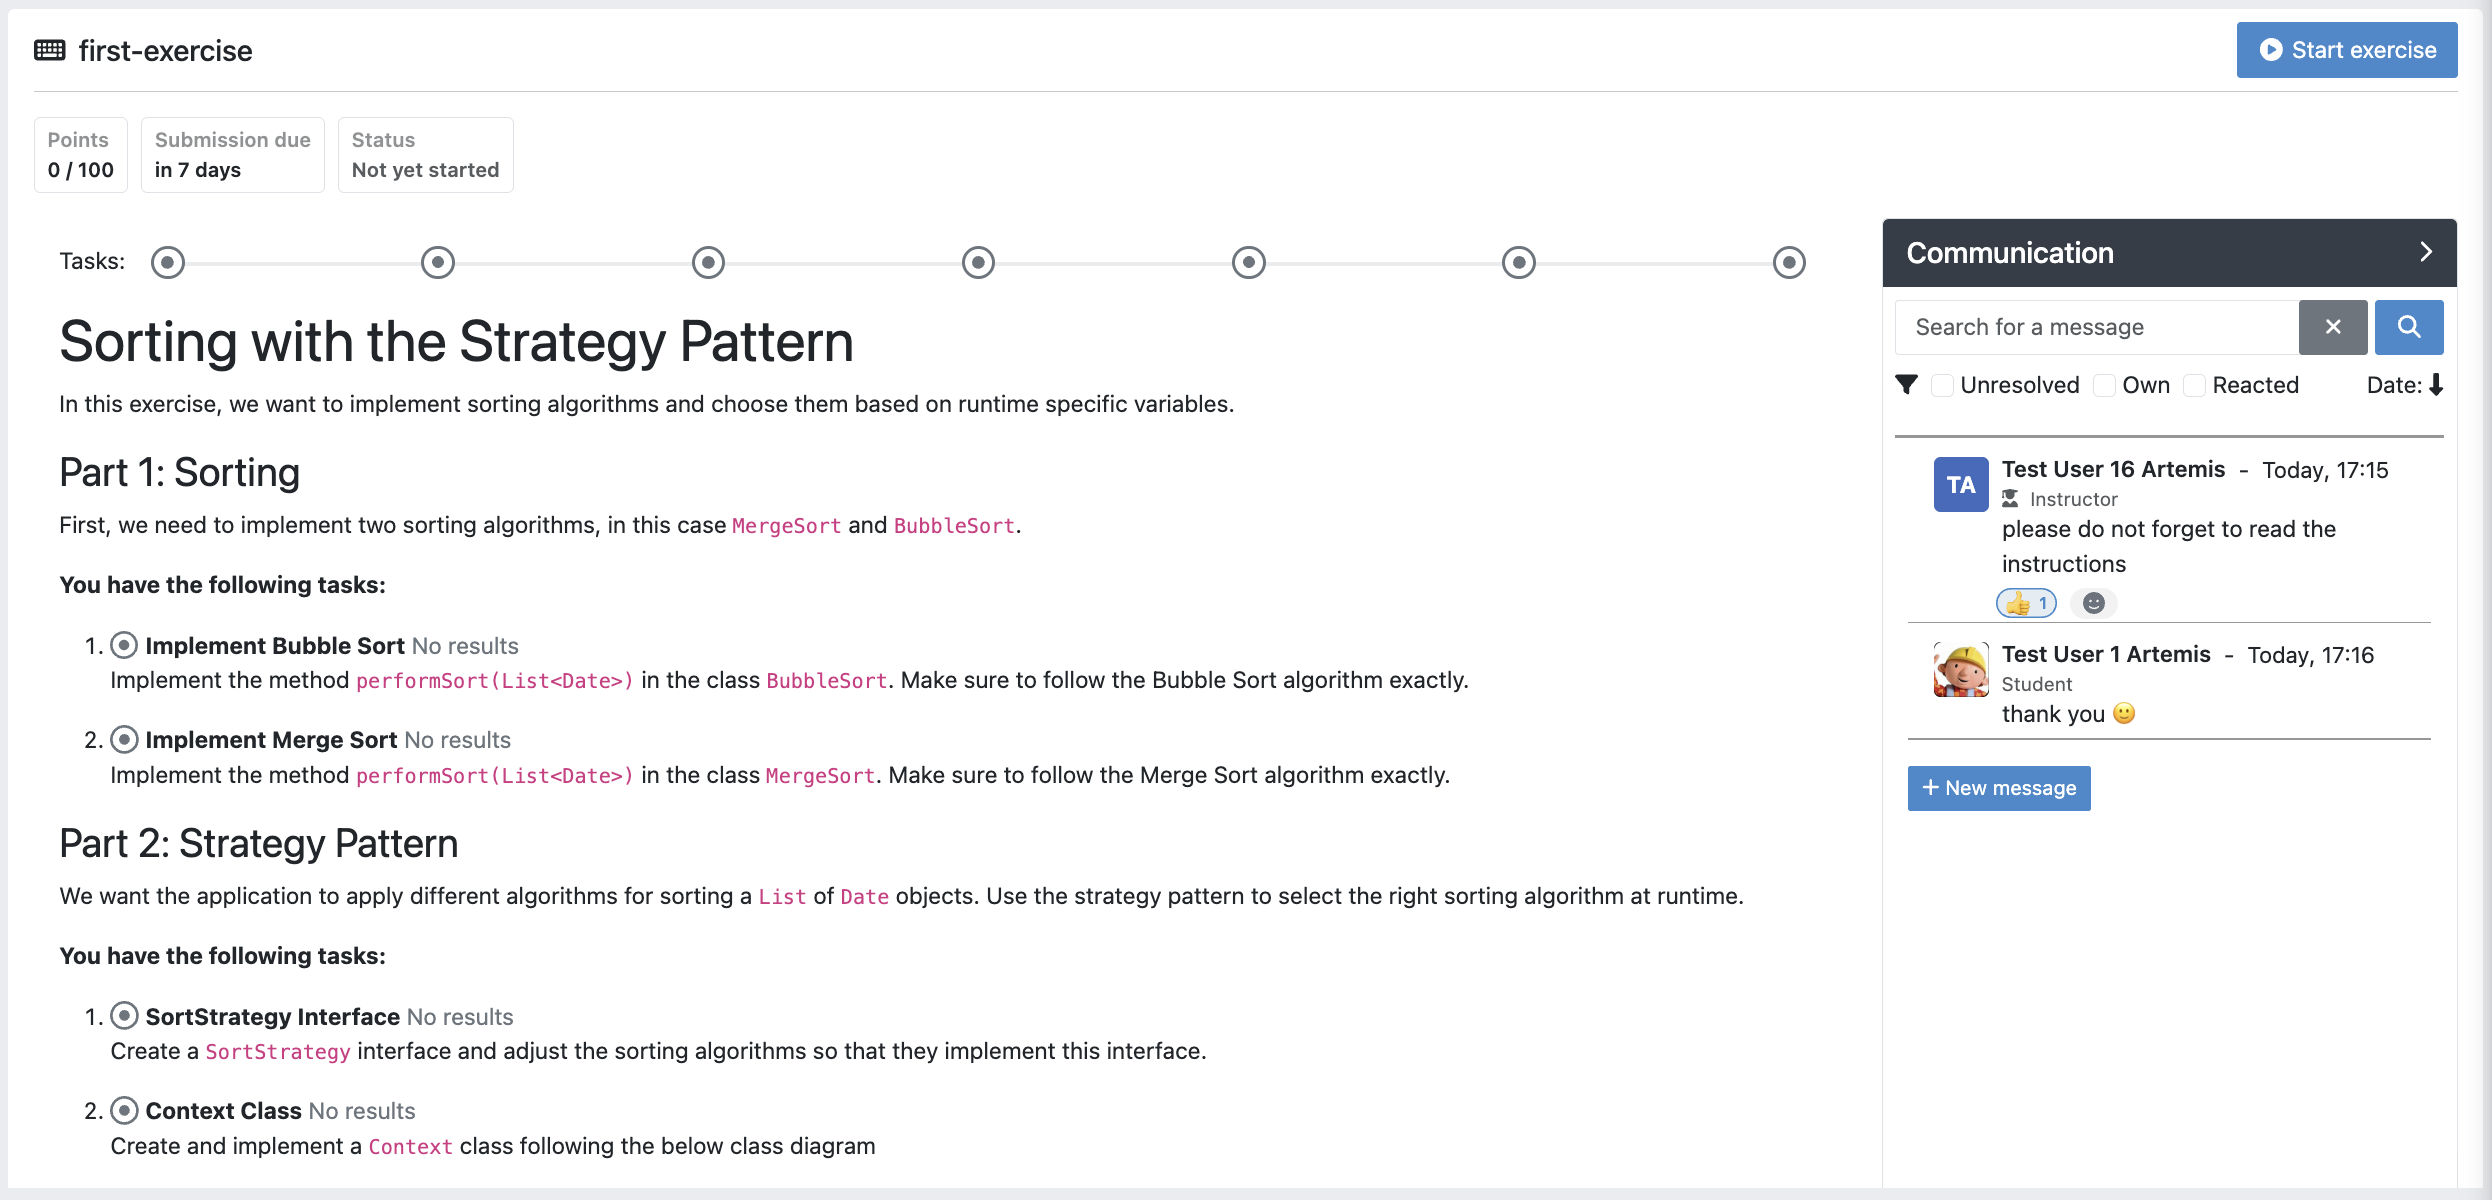 first-exercise
Start exercise
Points
0 / 100
Submission due
in 7 days
Status
Not yet started
Tasks:
Sorting with the Strategy Pattern
In this exercise, we want to implement sorting algorithms and choose them based on runtime specific variables.
Part 1: Sorting
First, we need to implement two sorting algorithms, in this case MergeSort and BubbleSort.
You have the following tasks:
1. Implement Bubble Sort No results
Implement the method performSort(List<Date>) in the class BubbleSort. Make sure to follow the Bubble Sort algorithm exactly.
2. Implement Merge Sort No results
Implement the method performSort(List<Date>) in the class MergeSort. Make sure to follow the Merge Sort algorithm exactly.
Part 2: Strategy Pattern
We want the application to apply different algorithms for sorting a List of Date objects. Use the strategy pattern to select the right sorting algorithm at runtime.
You have the following tasks:
1. SortStrategy Interface No results
Create a SortStrategy interface and adjust the sorting algorithms so that they implement this interface.
2. Context Class No results
Create and implement a Context class following the below class diagram
Communication
Search for a message
Unresolved Own Reacted Date:
TA
Test User 16 Artemis - Today, 17:15
Instructor
please do not forget to read the
instructions
👍 1
Test User 1 Artemis - Today, 17:16
Student
thank you 🙂
+ New message